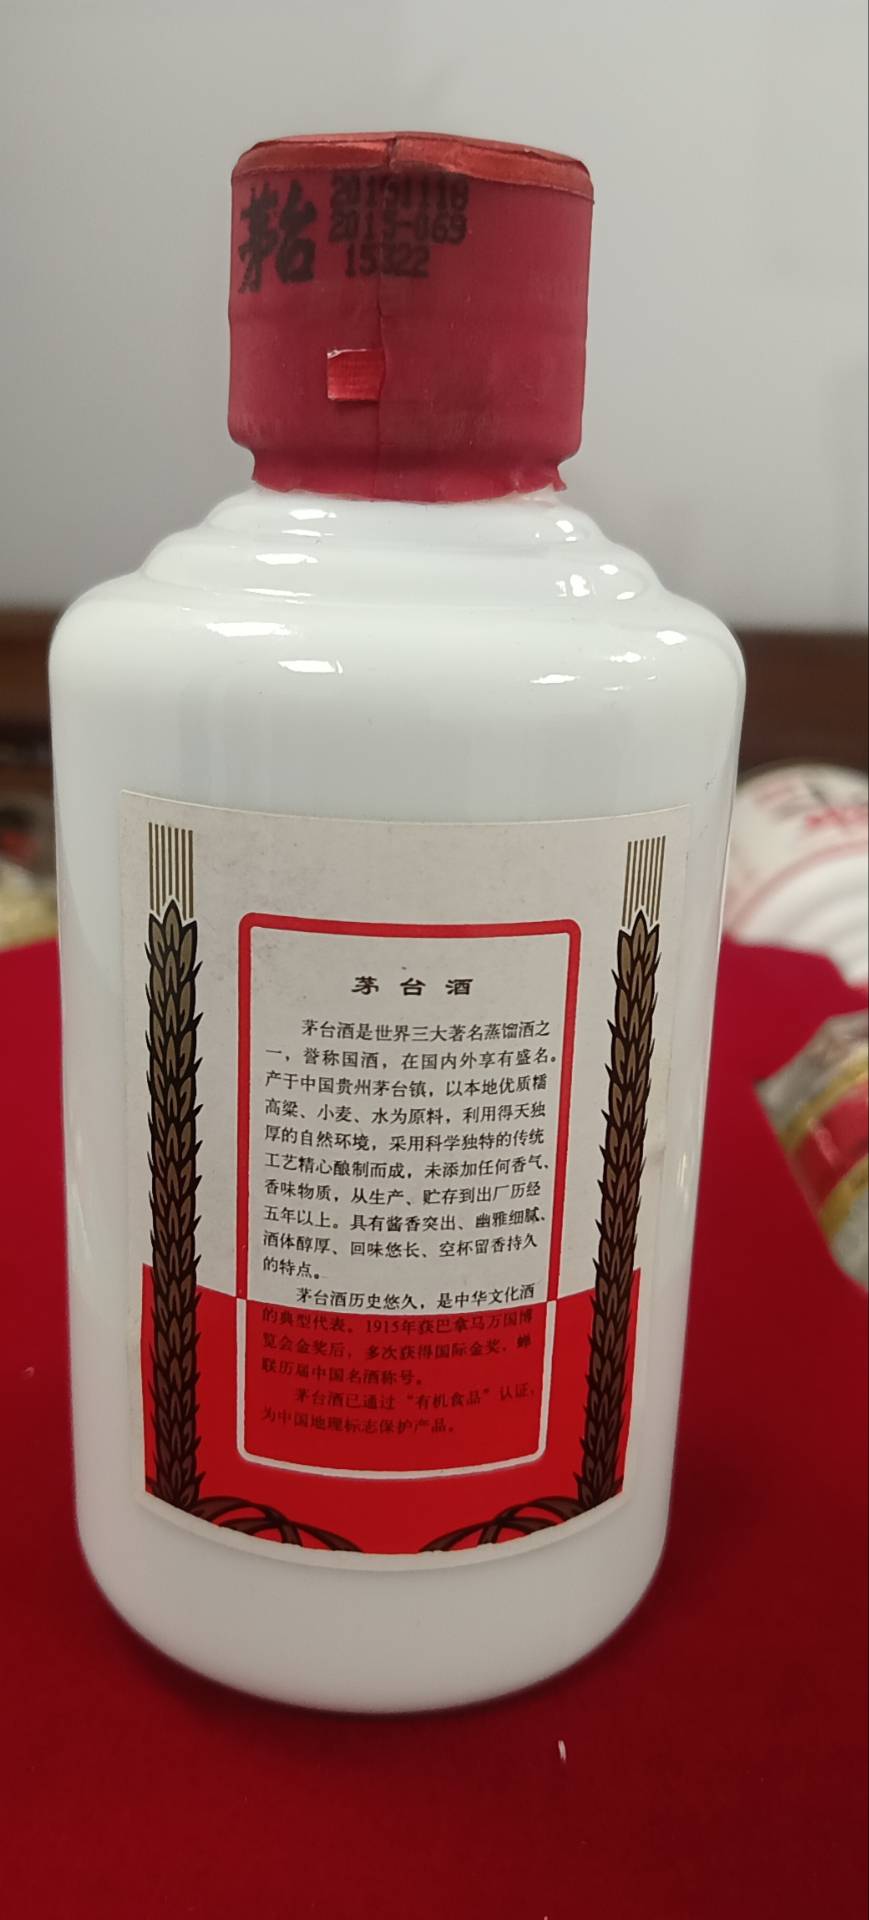 茅台
20151118
2015-069
15322
茅台酒
茅台酒是世界三大著名蒸馏酒之
一，誉称国酒，在国内外享有盛名。
产于中国贵州茅台镇，以本地优质糯
高粱、小麦、水为原料，利用得天独
厚的自然环境，采用科学独特的传统
工艺精心酿制而成，未添加任何香气、
香味物质，从生产、贮存到出厂历经
五年以上。具有酱香突出、幽雅细腻、
酒体醇厚、回味悠长、空杯留香持久
的特点。
茅台酒历史悠久，是中华文化酒
的典型代表。1915年获巴拿马万国博
览会金奖后，多次获得国际金奖，蝉
联历届中国名酒称号。
茅台酒已通过“有机食品”认证，
为中国地理标志保护产品。